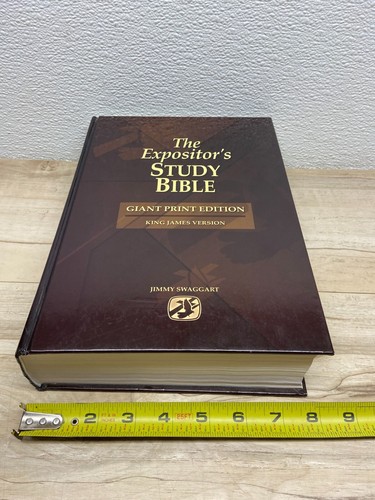 The
Expositor's
STUDY
BIBLE
GIANT PRINT EDITION
KING JAMES VERSION
JIMMY SWAGGART
2 3 4 5 6 7 8 9